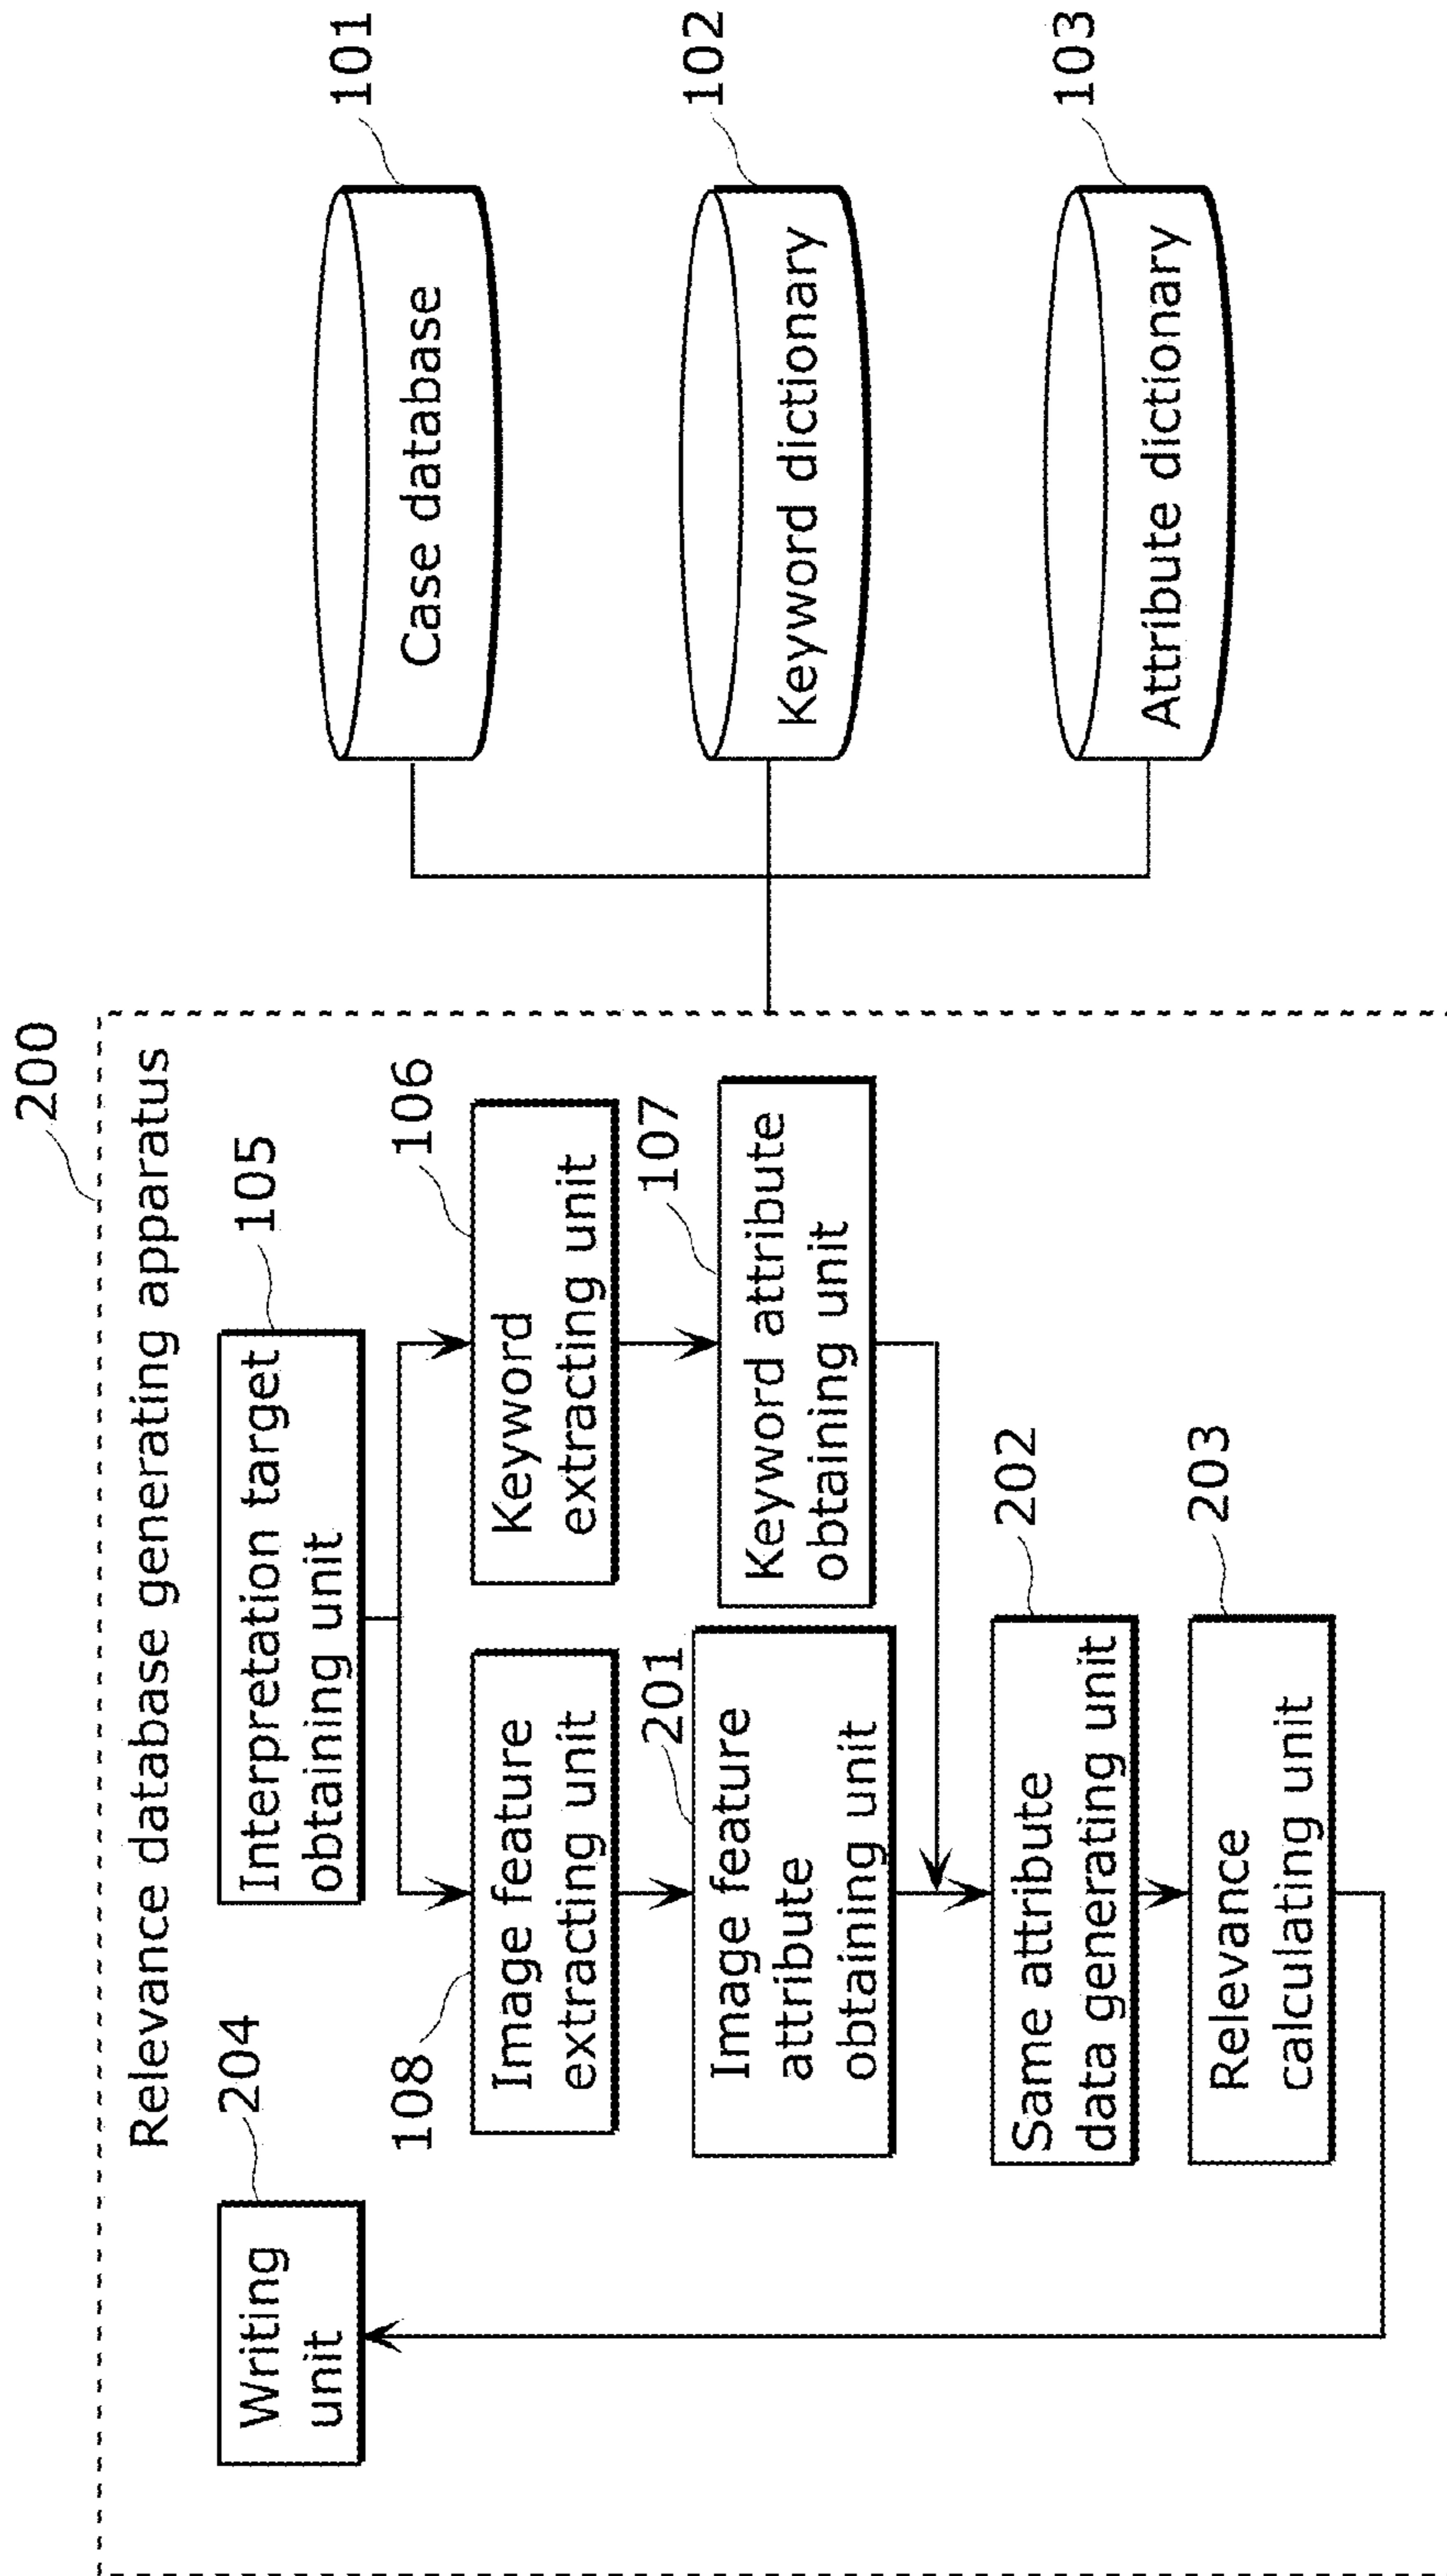 200
Relevance database generating apparatus
Writing
unit
204
Interpretation target
obtaining unit
105
108
Image feature
extracting unit
Keyword
extracting unit
106
Image feature
attribute
obtaining unit
201
Keyword attribute
obtaining unit
107
Same attribute
data generating unit
202
Relevance
calculating unit
203
Case database
101
Keyword dictionary
102
Attribute dictionary
103